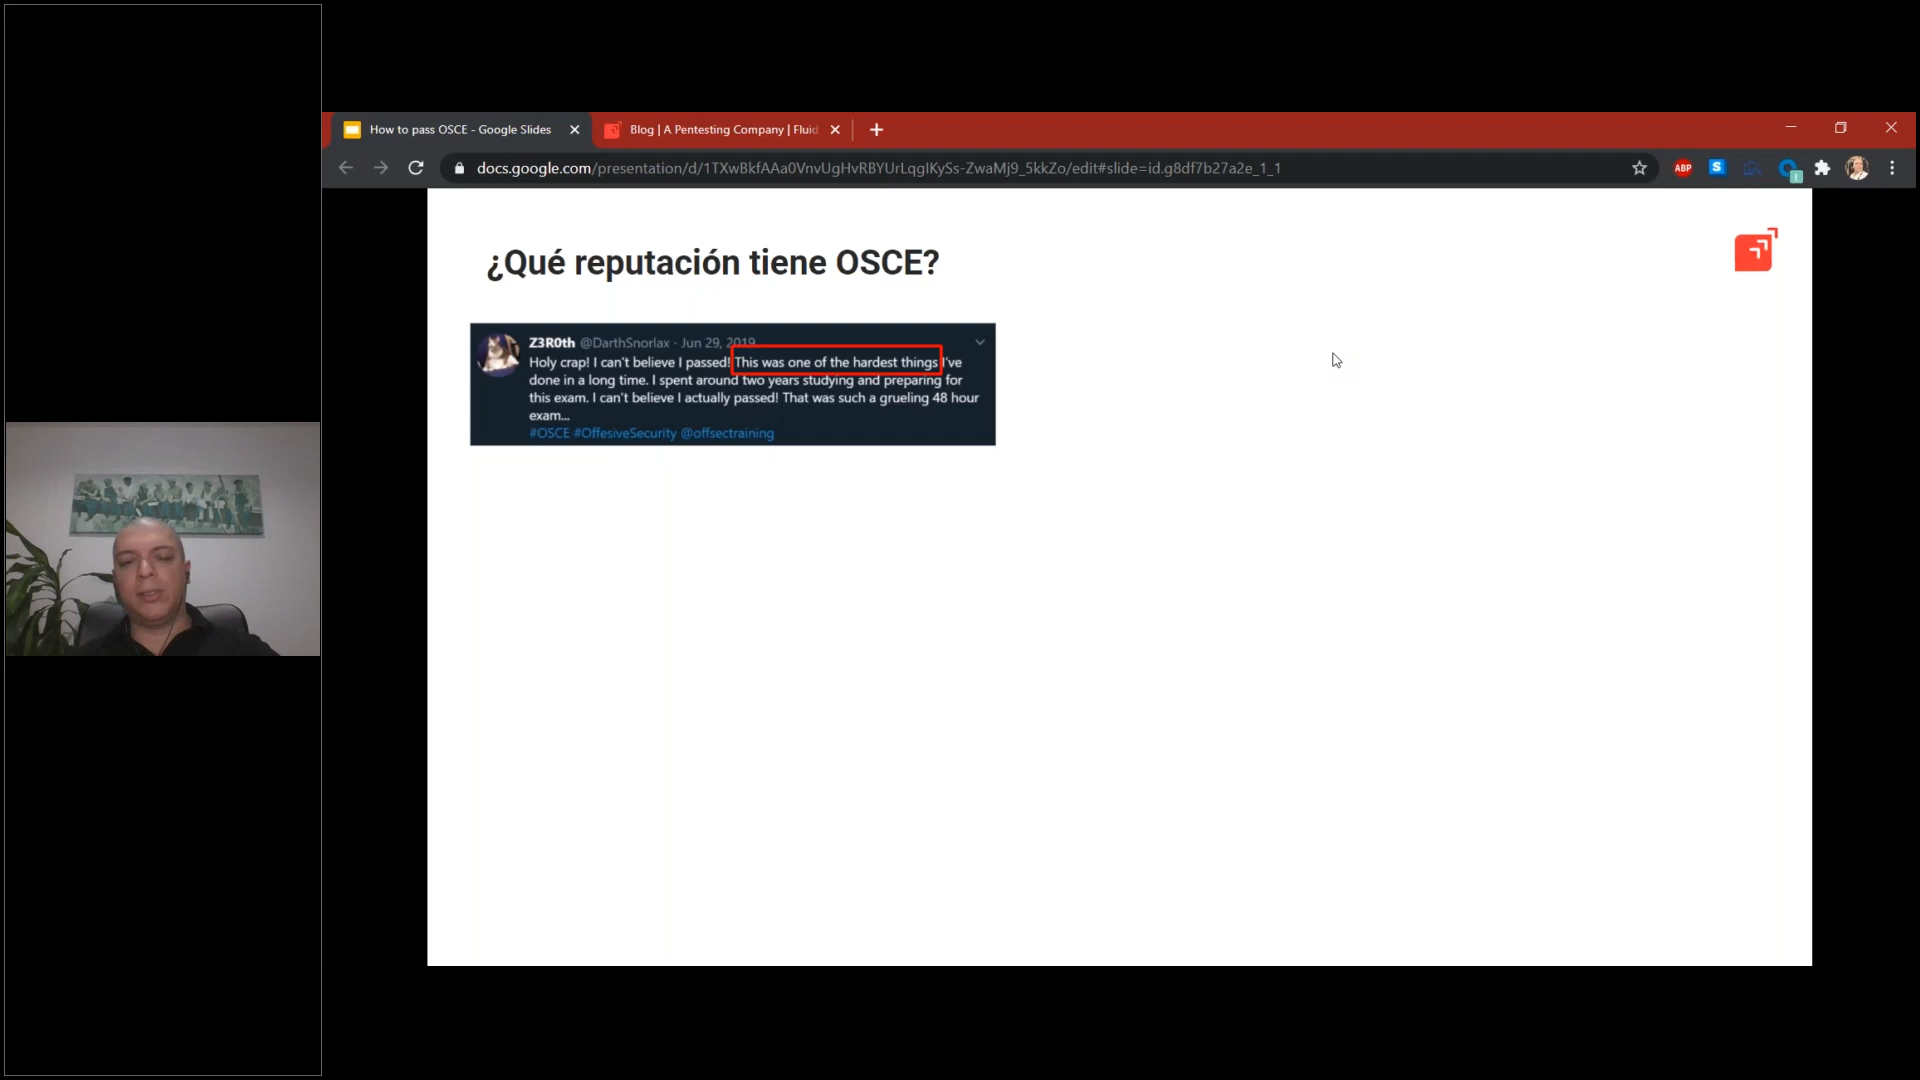 How to pass OSCE - Google Slides
Blog | A Pentesting Company | Fluid
docs.google.com/presentation/d/1TXwBkfAAa0VnvUgHvRBYUrLqgIKySs-ZwaMj9_5kkZo/edit#slide=id.g8df7b27a2e_1_1
ABP
S
¿Qué reputación tiene OSCE?
Z3R0th @DarthSnorlax · Jun 29, 2019
Holy crap! I can't believe I passed! This was one of the hardest things I've
done in a long time. I spent around two years studying and preparing for
this exam. I can't believe I actually passed! That was such a grueling 48 hour
exam...
#OSCE #OffesiveSecurity @offsectraining